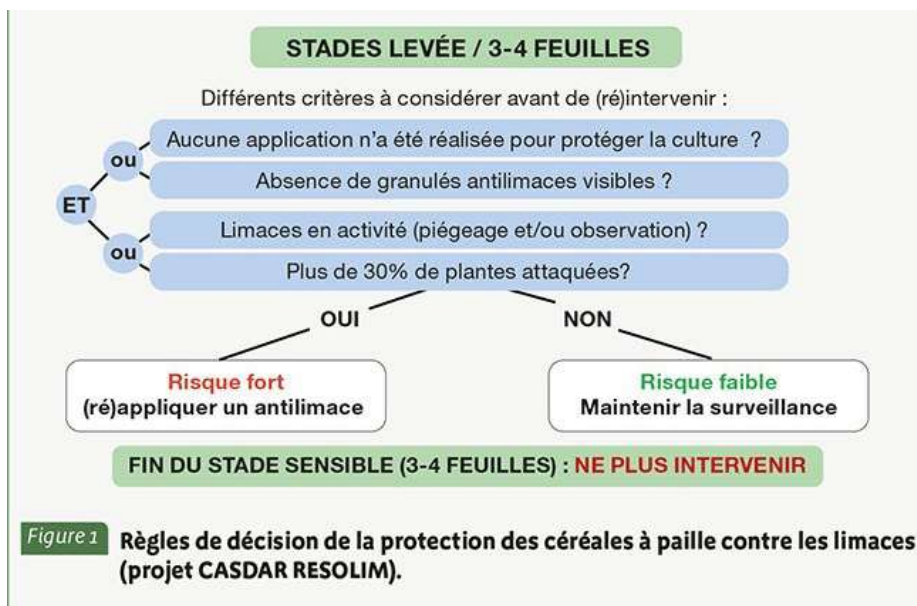 STADES LEVÉE / 3-4 FEUILLES
Différents critères à considérer avant de (ré)intervenir :
Aucune application n'a été réalisée pour protéger la culture ?
ou
Absence de granulés antilimaces visibles ?
ET
Limaces en activité (piégeage et/ou observation) ?
ou
Plus de 30% de plantes attaquées?
OUI
NON
Risque fort
(ré)appliquer un antilimace
Risque faible
Maintenir la surveillance
FIN DU STADE SENSIBLE (3-4 FEUILLES) : NE PLUS INTERVENIR
Figure 1 Règles de décision de la protection des céréales à paille contre les limaces
(projet CASDAR RESOLIM).